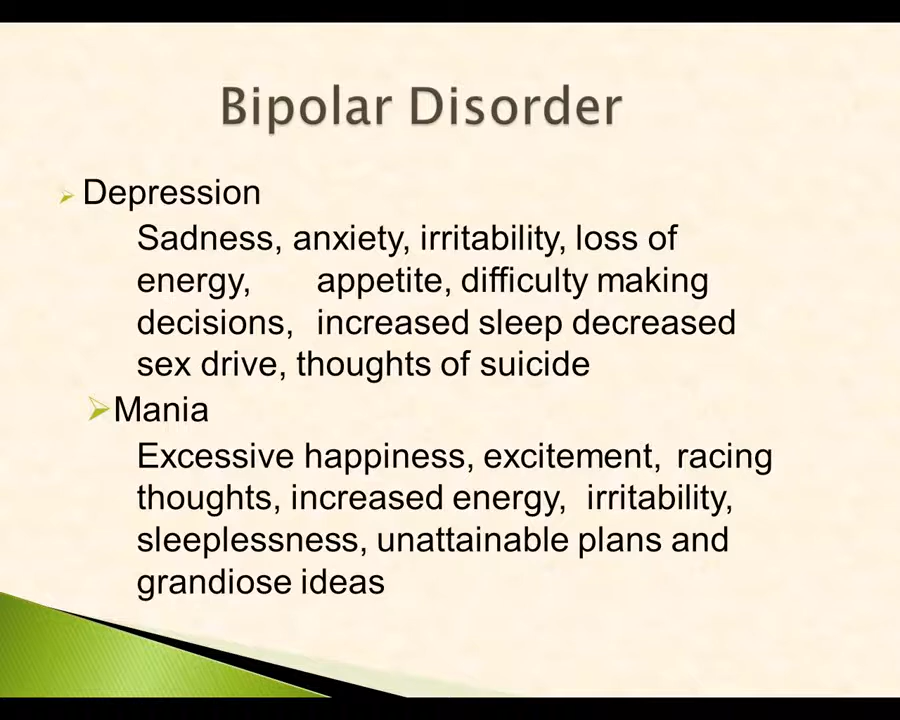 Bipolar Disorder
Depression
Sadness, anxiety, irritability, loss of
energy, appetite, difficulty making
decisions, increased sleep decreased
sex drive, thoughts of suicide
Mania
Excessive happiness, excitement, racing
thoughts, increased energy, irritability,
sleeplessness, unattainable plans and
grandiose ideas